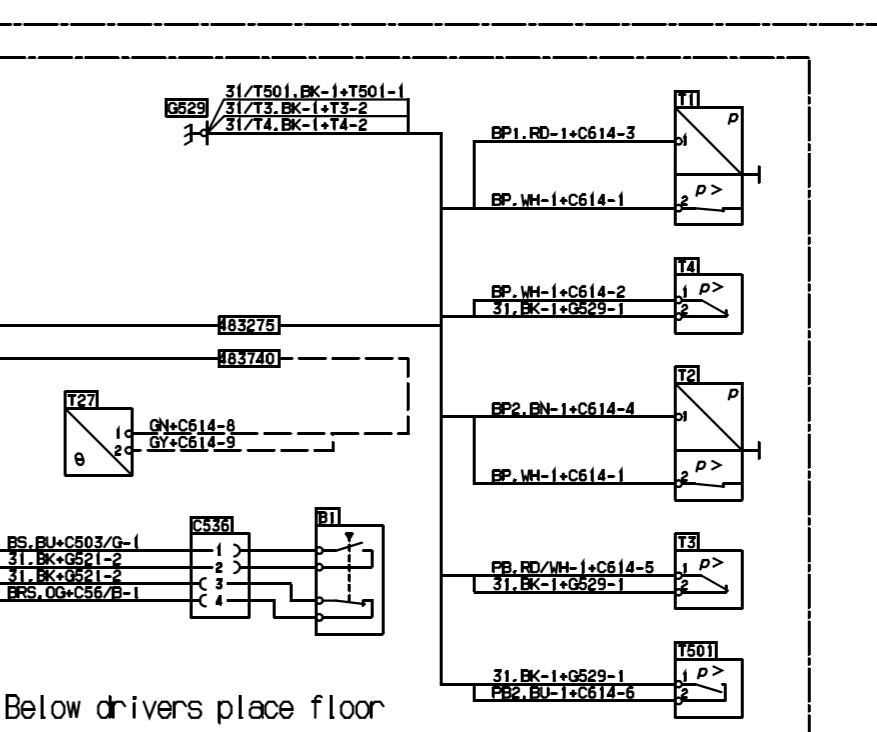 31/T501.BK-1+T501-1
G529
31/T3.BK-1+T3-2
31/T4.BK-1+T4-2
T1
p
BP1.RD-1+C614-3
1
p>
BP.WH-1+C614-1
2
T4
BP.WH-1+C614-2
1 p>
31.BK-1+G529-1
2
483275
483740
T2
p
BP2.BN-1+C614-4
1
p>
BP.WH-1+C614-1
2
T27
GN+C614-8
1
GY+C614-9
2
θ
C536
B1
BS.BU+C503/G-1
1
31.BK+G521-2
2
31.BK+G521-2
3
BRS.OG+C56/B-1
4
T3
PB.RD/WH-1+C614-5
1 p>
31.BK-1+G529-1
2
T501
31.BK-1+G529-1
1 p>
PB2.BU-1+C614-6
2
Below drivers place floor